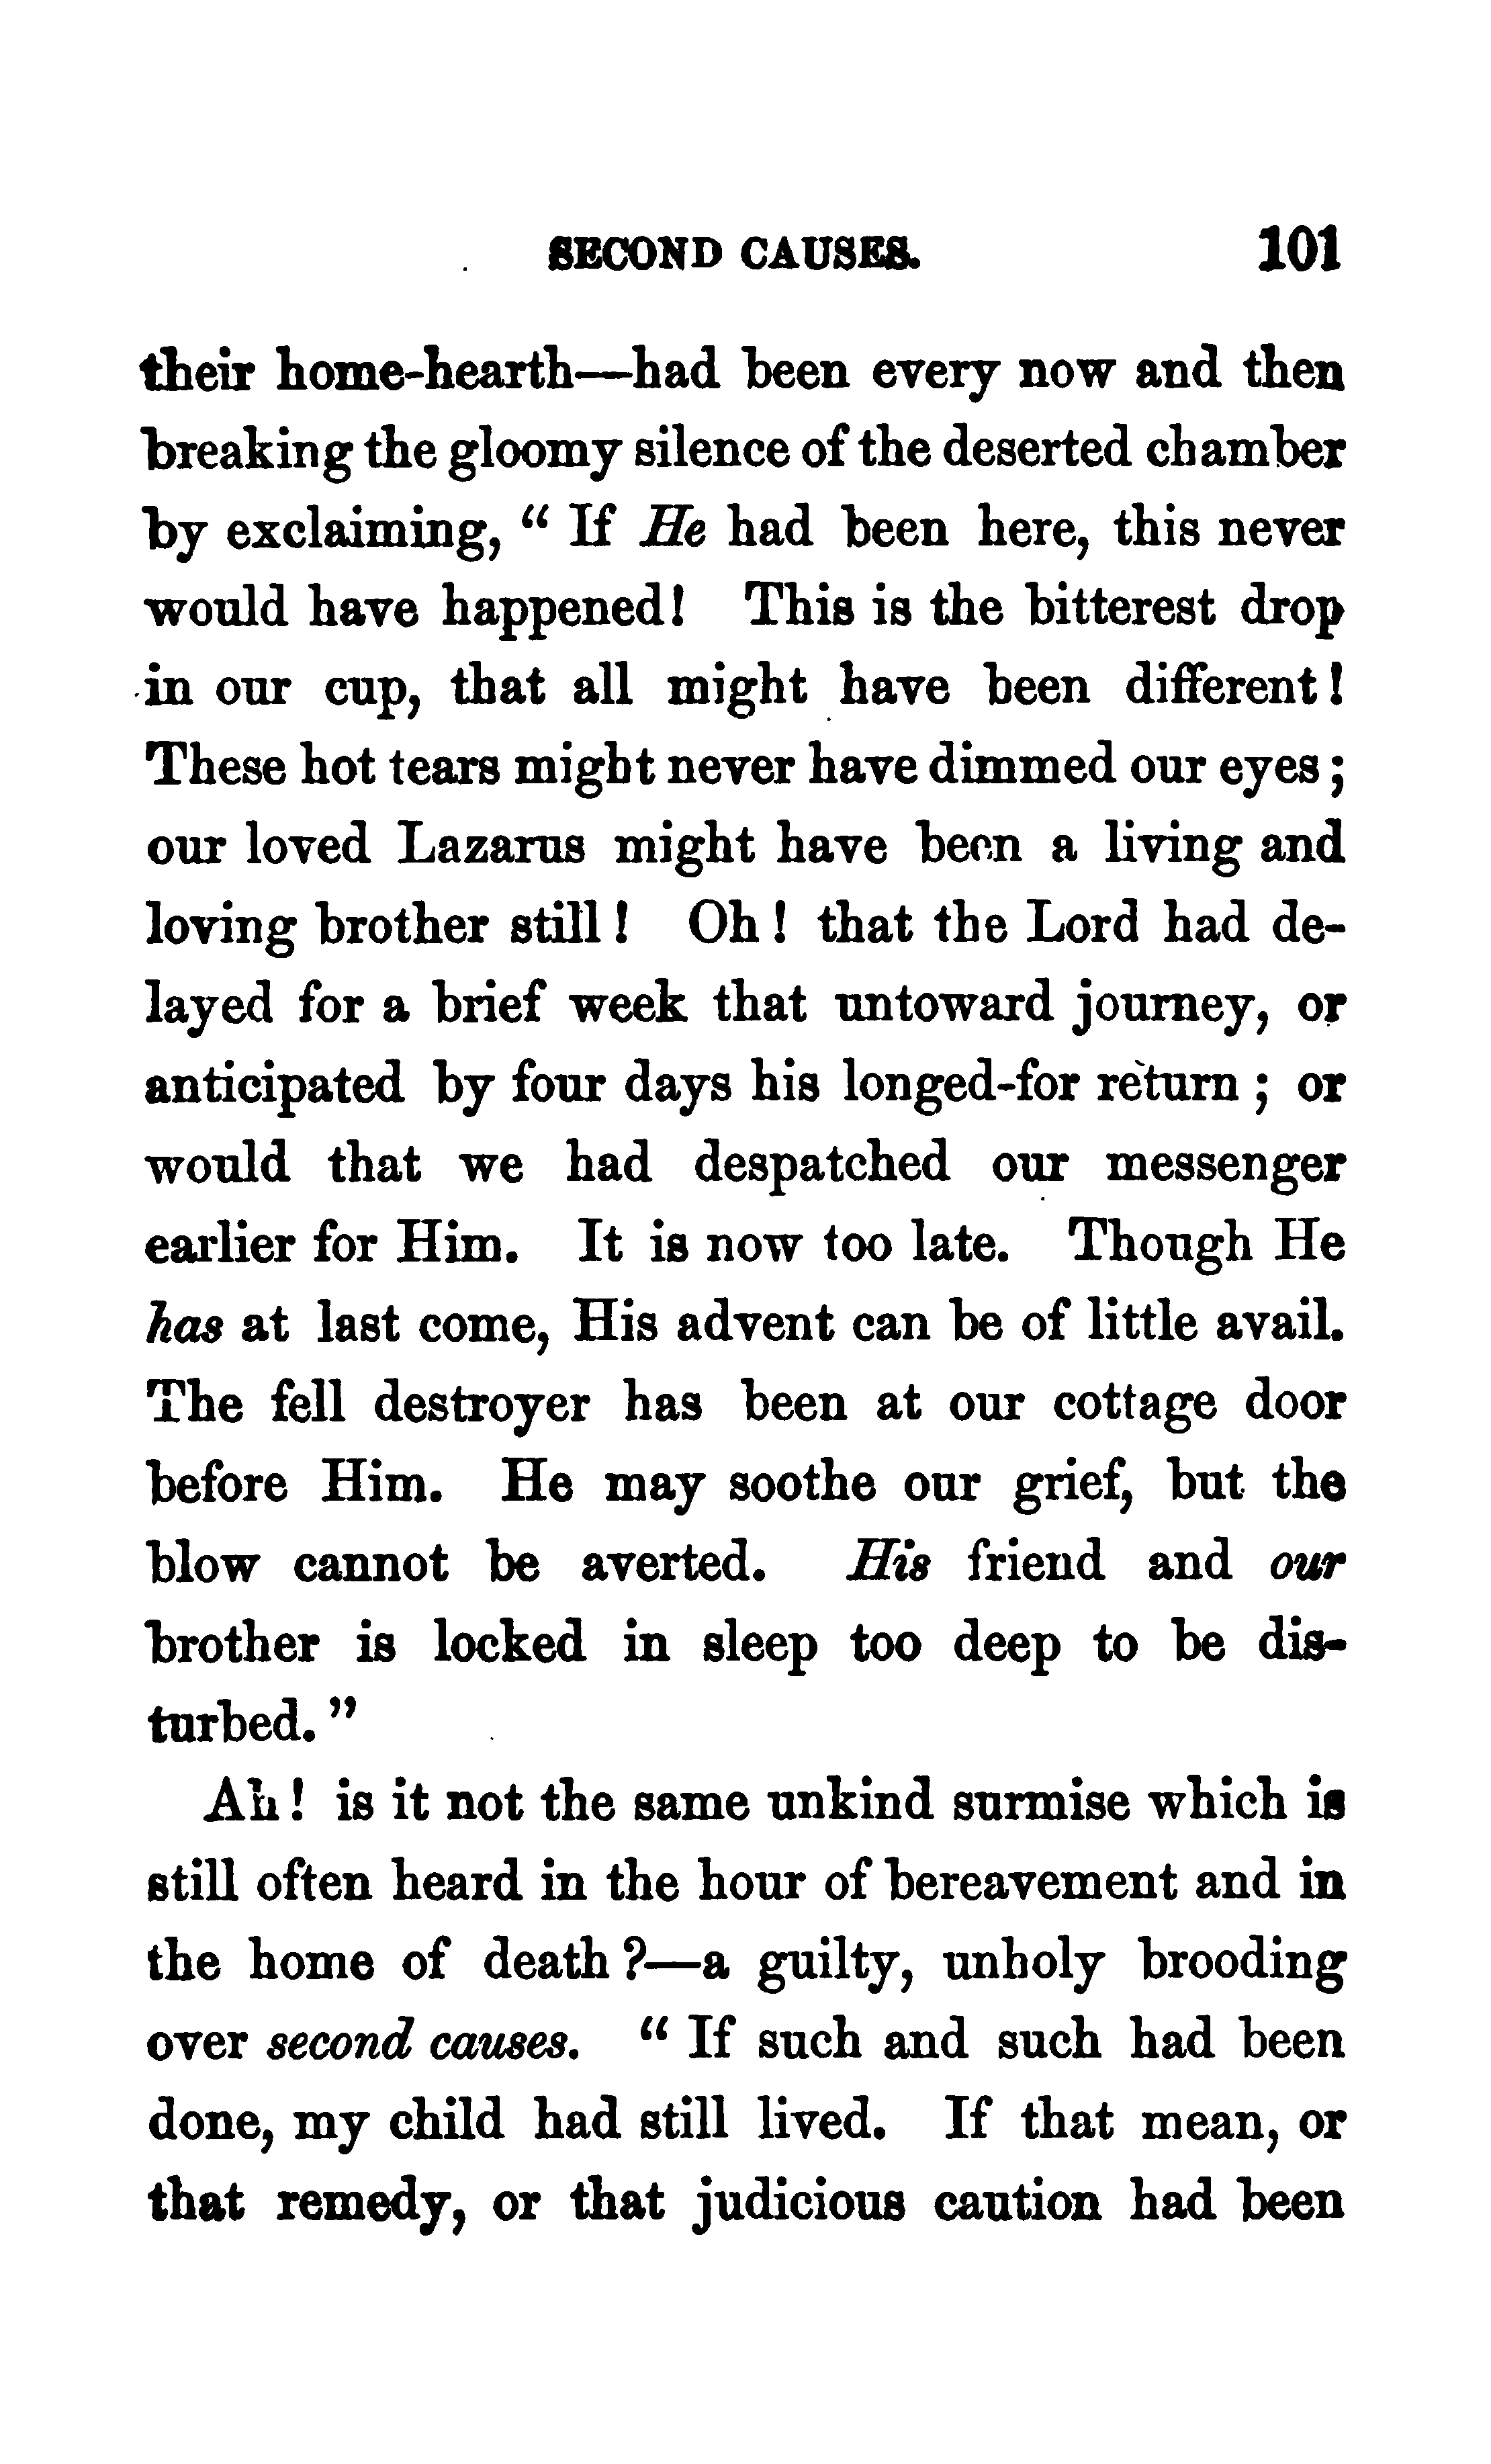 SECOND CAUSES. 101
their home-hearth—had been every now and then
breaking the gloomy silence of the deserted chamber
by exclaiming, “ If He had been here, this never
would have happened! This is the bitterest drop
in our cup, that all might have been different!
These hot tears might never have dimmed our eyes;
our loved Lazarus might have been a living and
loving brother still! Oh! that the Lord had de-
layed for a brief week that untoward journey, or
anticipated by four days his longed-for return; or
would that we had despatched our messenger
earlier for Him. It is now too late. Though He
has at last come, His advent can be of little avail.
The fell destroyer has been at our cottage door
before Him. He may soothe our grief, but the
blow cannot be averted. His friend and our
brother is locked in sleep too deep to be dis-
turbed.”
Ah! is it not the same unkind surmise which is
still often heard in the hour of bereavement and in
the home of death?—a guilty, unholy brooding
over second causes. “ If such and such had been
done, my child had still lived. If that mean, or
that remedy, or that judicious caution had been